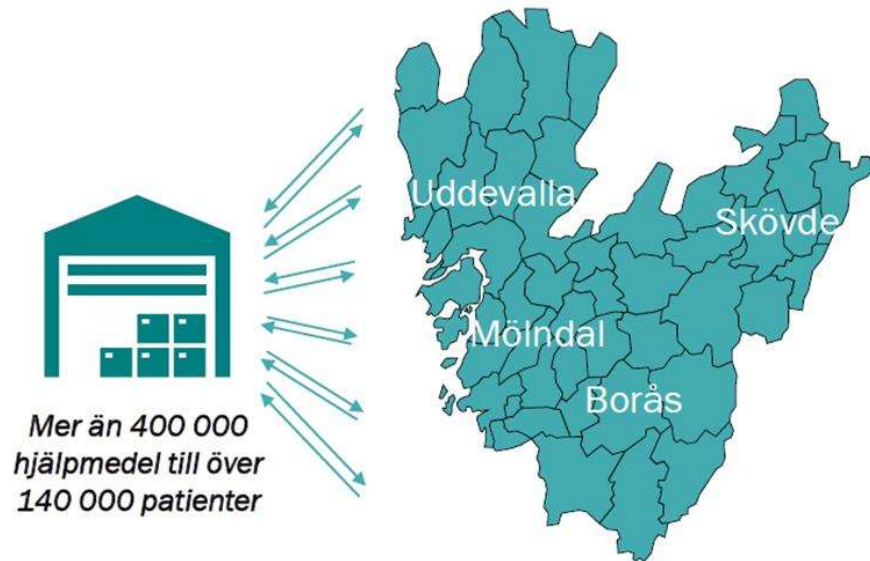 Uddevalla
Skövde
Mölndal
Borås
Mer än 400 000
hjälpmedel till över
140 000 patienter